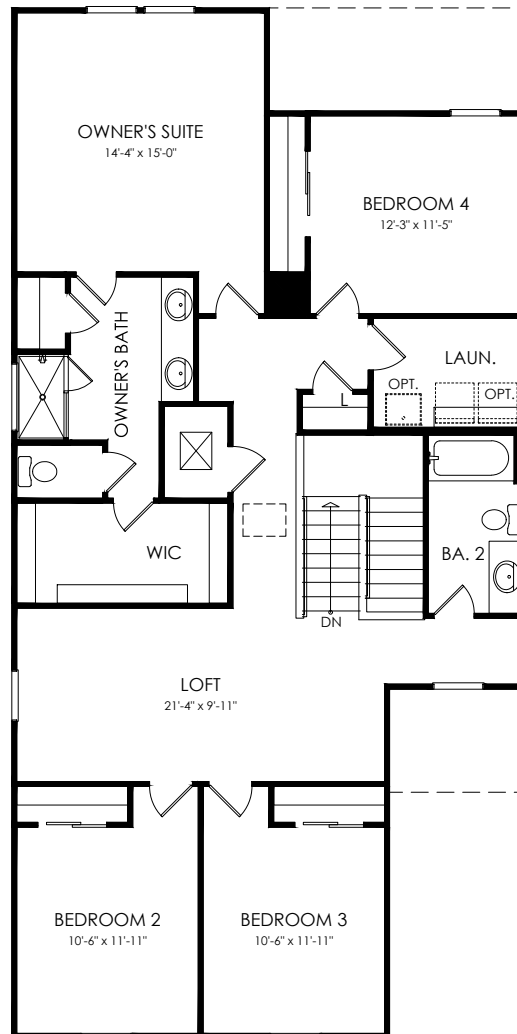 OWNER'S SUITE
14'-4" x 15'-0"
BEDROOM 4
12'-3" x 11'-5"
OWNER'S BATH
LAUN.
OPT.
OPT.
L
WIC
BA. 2
DN
LOFT
21'-4" x 9'-11"
BEDROOM 2
10'-6" x 11'-11"
BEDROOM 3
10'-6" x 11'-11"